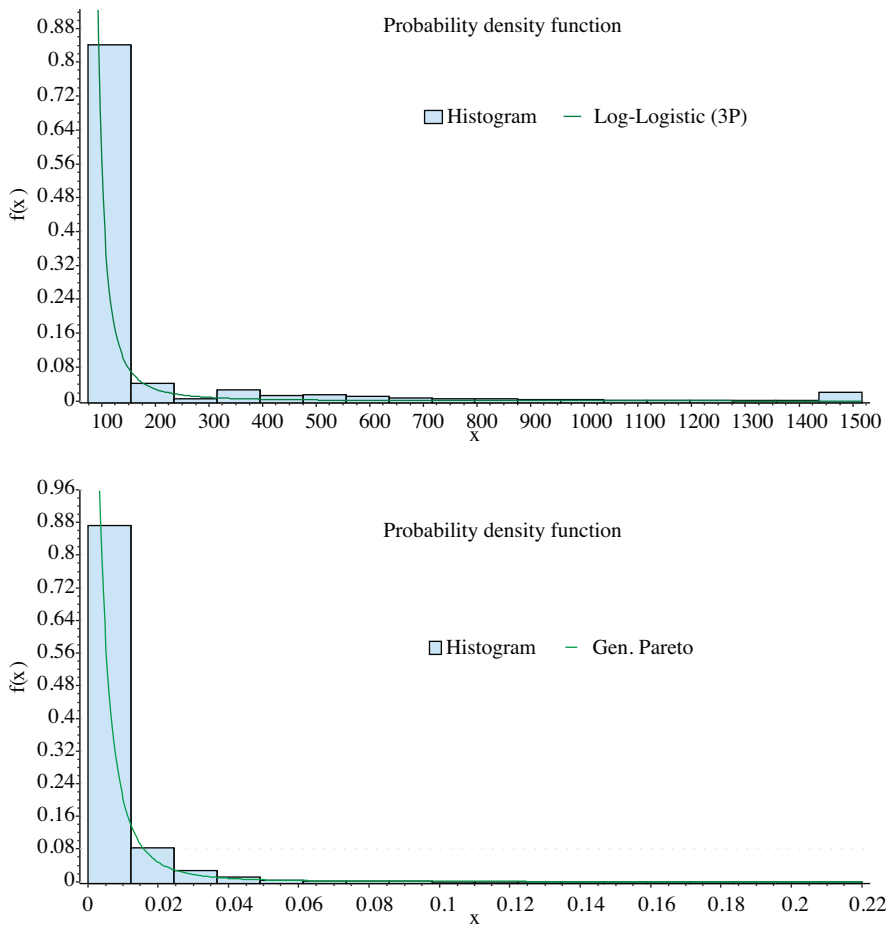 Probability density function
Histogram Log-Logistic (3P)
f(x)
0.88
0.8
0.72
0.64
0.56
0.48
0.4
0.32
0.24
0.16
0.08
0
100 200 300 400 500 600 700 800 900 1000 1100 1200 1300 1400 1500
x
Probability density function
Histogram Gen. Pareto
f(x)
0.96
0.88
0.8
0.72
0.64
0.56
0.48
0.4
0.32
0.24
0.16
0.08
0
0 0.02 0.04 0.06 0.08 0.1 0.12 0.14 0.16 0.18 0.2 0.22
x